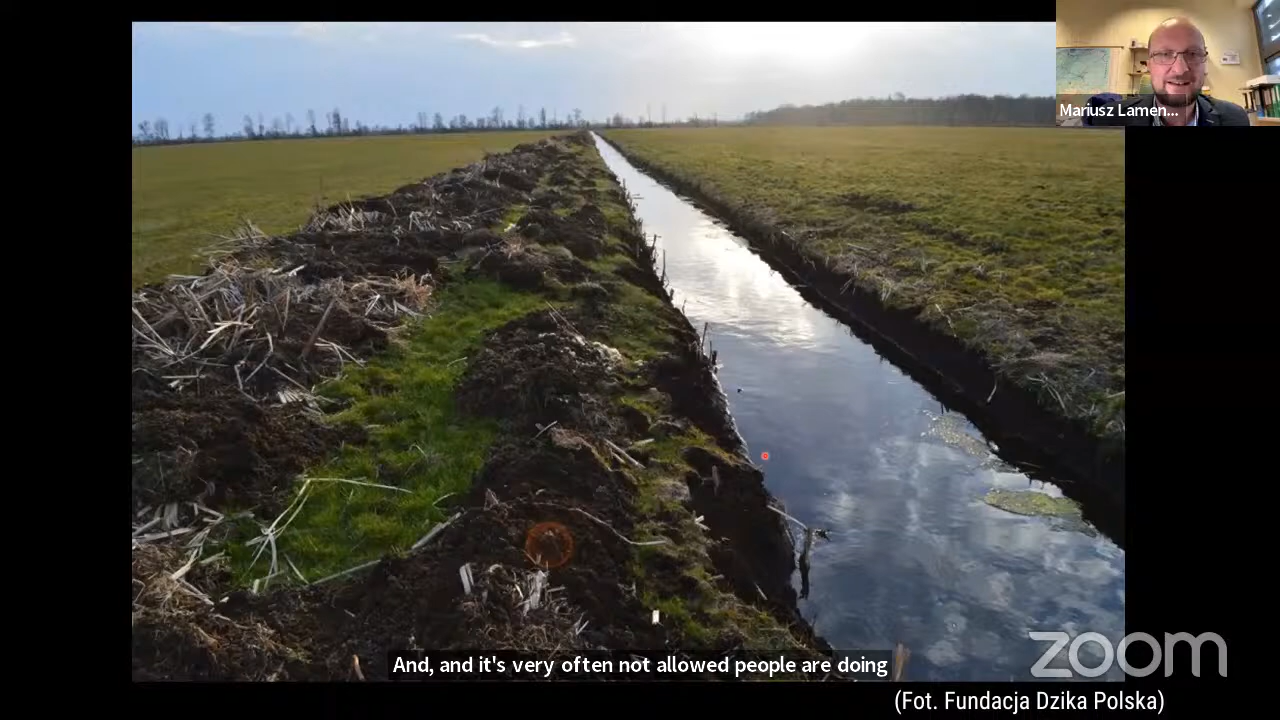 Mariusz Lamen...
And, and it's very often not allowed people are doing
zoom
(Fot. Fundacja Dzika Polska)